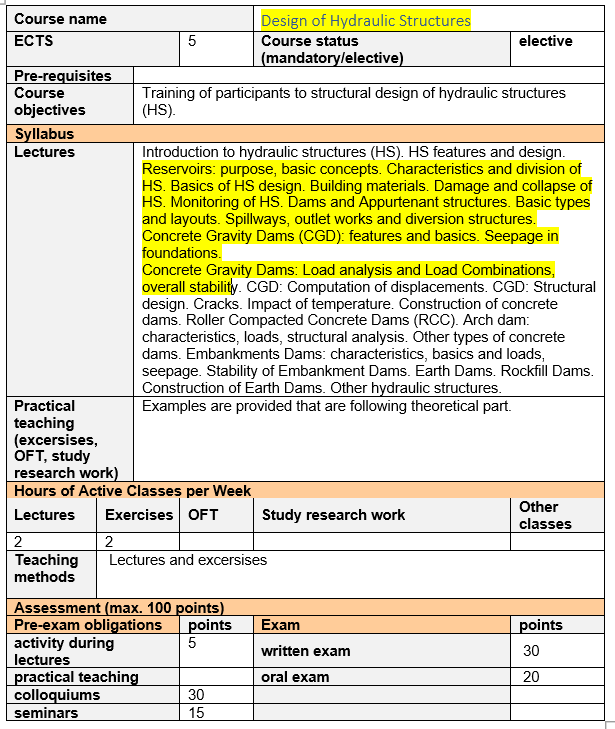 Course name Design of Hydraulic Structures
ECTS 5 Course status (mandatory/elective) elective
Pre-requisites
Course objectives Training of participants to structural design of hydraulic structures
(HS).
Syllabus
Lectures Introduction to hydraulic structures (HS). HS features and design.
Reservoirs: purpose, basic concepts. Characteristics and division of
HS. Basics of HS design. Building materials. Damage and collapse of
HS. Monitoring of HS. Dams and Appurtenant structures. Basic types
and layouts. Spillways, outlet works and diversion structures.
Concrete Gravity Dams (CGD): features and basics. Seepage in
foundations.
Concrete Gravity Dams: Load analysis and Load Combinations,
overall stability. CGD: Computation of displacements. CGD: Structural
design. Cracks. Impact of temperature. Construction of concrete
dams. Roller Compacted Concrete Dams (RCC). Arch dam:
characteristics, loads, structural analysis. Other types of concrete
dams. Embankments Dams: characteristics, basics and loads,
seepage. Stability of Embankment Dams. Earth Dams. Rockfill Dams.
Construction of Earth Dams. Other hydraulic structures.
Practical Examples are provided that are following theoretical part.
teaching
(excersises,
OFT, study
research work)
Hours of Active Classes per Week
Lectures Exercises OFT Study research work Other classes
2 2
Teaching methods Lectures and excersises
Assessment (max. 100 points)
Pre-exam obligations points Exam points
activity during lectures 5 written exam 30
practical teaching oral exam 20
colloquiums 30
seminars 15